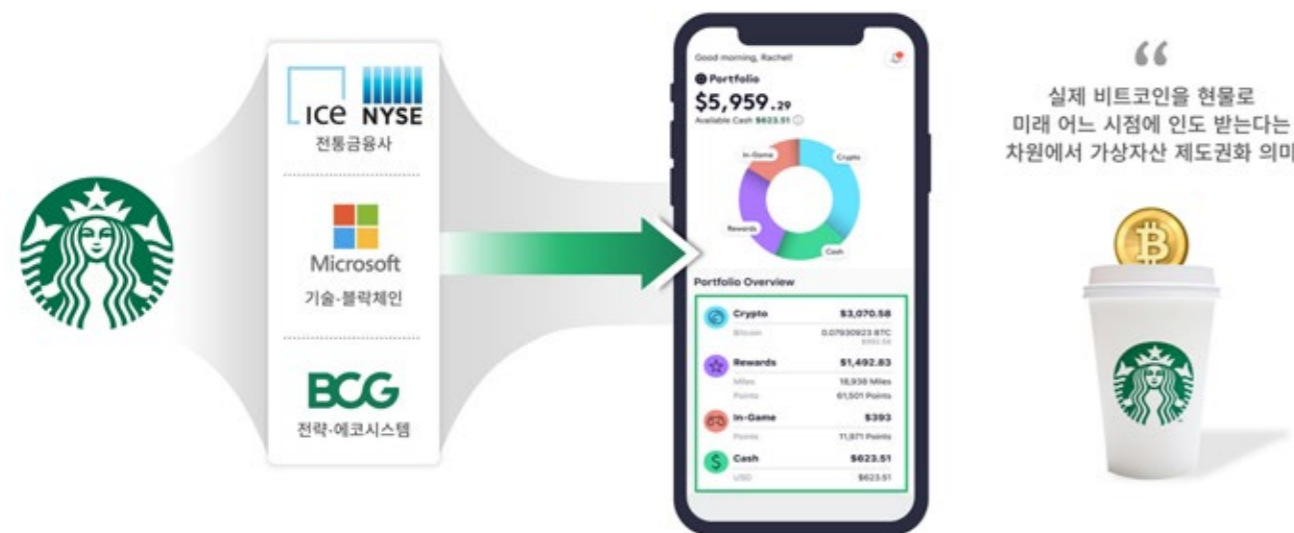 ICE NYSE
전통금융사
Microsoft
기술-블락체인
BCG
전략-에코시스템
Good morning, Rachel!
Portfolio
$5,959.29
Available Cash $623.51
In-Game
Crypto
Rewards
Cash
Portfolio Overview
Crypto $3,070.58
Bitcoin 0.07930923 BTC
Rewards $1,492.83
Miles 18,938 Miles
Points 61,501 Points
In-Game $393
Points 11,971 Points
Cash $623.51
USD $623.51
“
실제 비트코인을 현물로
미래 어느 시점에 인도 받는다는
차원에서 가상자산 제도권화 의미